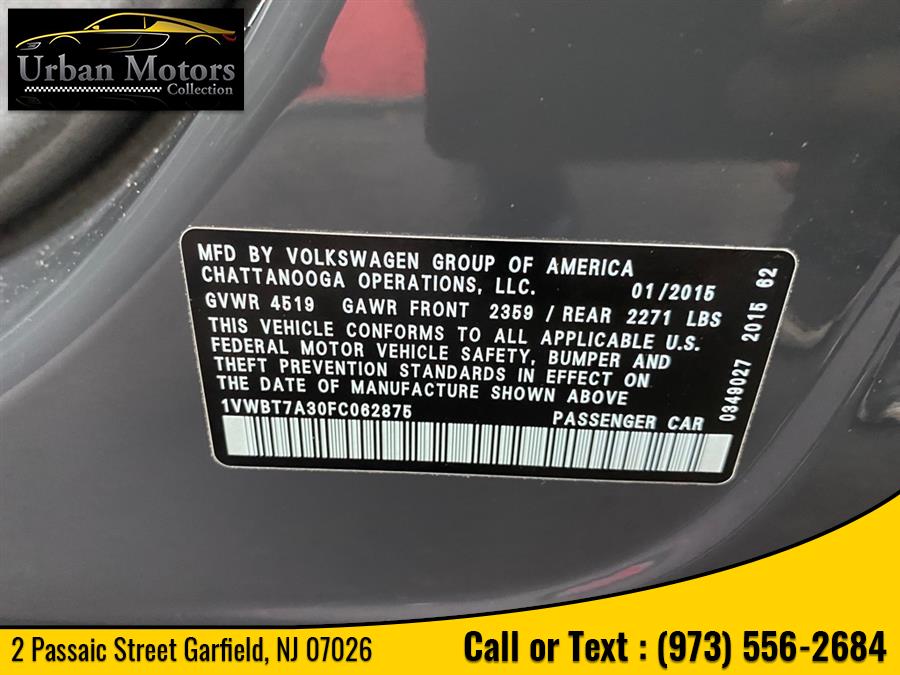 Urban Motors
Collection
MFD BY VOLKSWAGEN GROUP OF AMERICA
CHATTANOOGA OPERATIONS, LLC. 01/2015
GVWR 4519 GAWR FRONT 2359 / REAR 2271 LBS
THIS VEHICLE CONFORMS TO ALL APPLICABLE U.S.
FEDERAL MOTOR VEHICLE SAFETY, BUMPER AND
THEFT PREVENTION STANDARDS IN EFFECT ON
THE DATE OF MANUFACTURE SHOWN ABOVE
1VWBT7A30FC062875 PASSENGER CAR
0349027 2015 62
2 Passaic Street Garfield, NJ 07026 Call or Text : (973) 556-2684